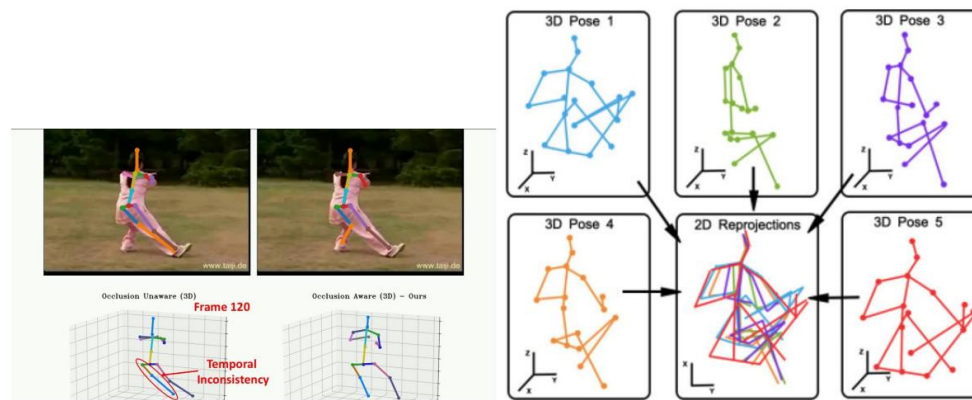 www.taiji.de
www.taiji.de
Occlusion Unaware (3D)
Occlusion Aware (3D) — Ours
Frame 120
Temporal
Inconsistency
3D Pose 1
Z
Y
X
3D Pose 2
Z
Y
X
3D Pose 3
Z
Y
X
3D Pose 4
Z
Y
X
2D Reprojections
X
Y
3D Pose 5
Z
Y
X